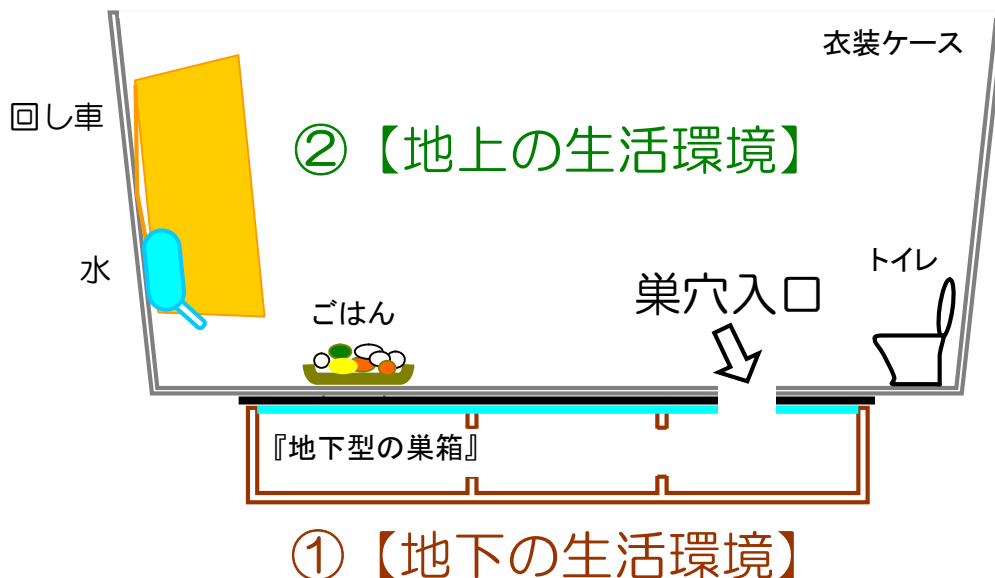 衣装ケース
回し車
②【地上の生活環境】
水
トイレ
巣穴入口
ごはん
『地下型の巣箱』
①【地下の生活環境】